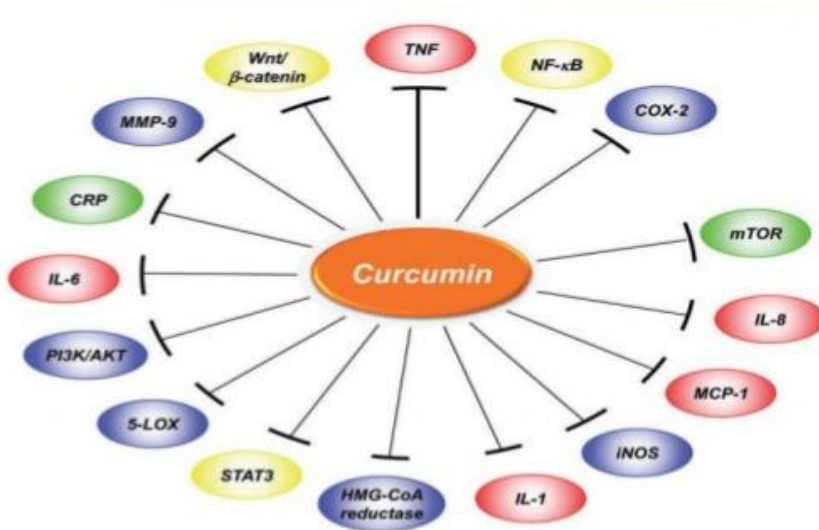 TNF
Wnt/
β-catenin
NF-κB
MMP-9
COX-2
CRP
mTOR
Curcumin
IL-6
IL-8
PI3K/AKT
MCP-1
5-LOX
iNOS
STAT3
HMG-CoA
reductase
IL-1